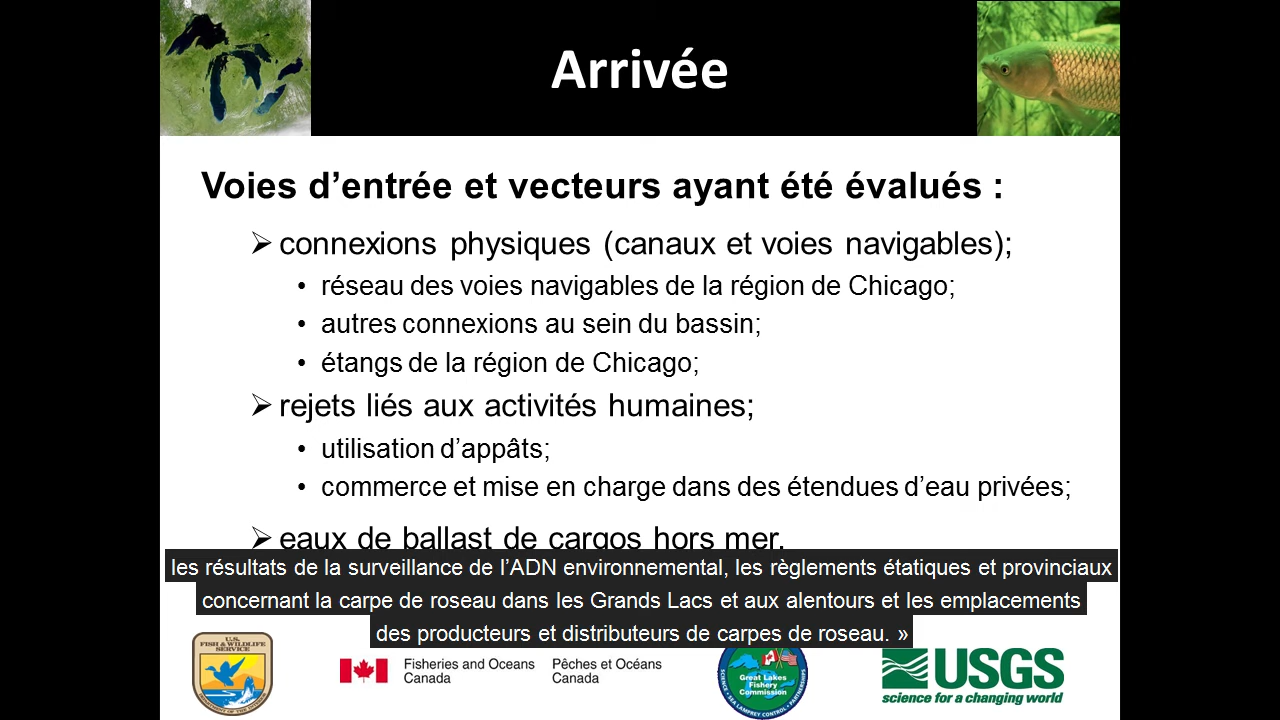 Arrivée
Voies d’entrée et vecteurs ayant été évalués :
➢ connexions physiques (canaux et voies navigables);
• réseau des voies navigables de la région de Chicago;
• autres connexions au sein du bassin;
• étangs de la région de Chicago;
➢ rejets liés aux activités humaines;
• utilisation d’appâts;
• commerce et mise en charge dans des étendues d’eau privées;
➢ eaux de ballast de cargos hors mer.
les résultats de la surveillance de l’ADN environnemental, les règlements étatiques et provinciaux
concernant la carpe de roseau dans les Grands Lacs et aux alentours et les emplacements
des producteurs et distributeurs de carpes de roseau. »
U.S.
FISH & WILDLIFE
SERVICE
Fisheries and Oceans
Canada
Pêches et Océans
Canada
Great Lakes
Fishery
Commission
USGS
science for a changing world